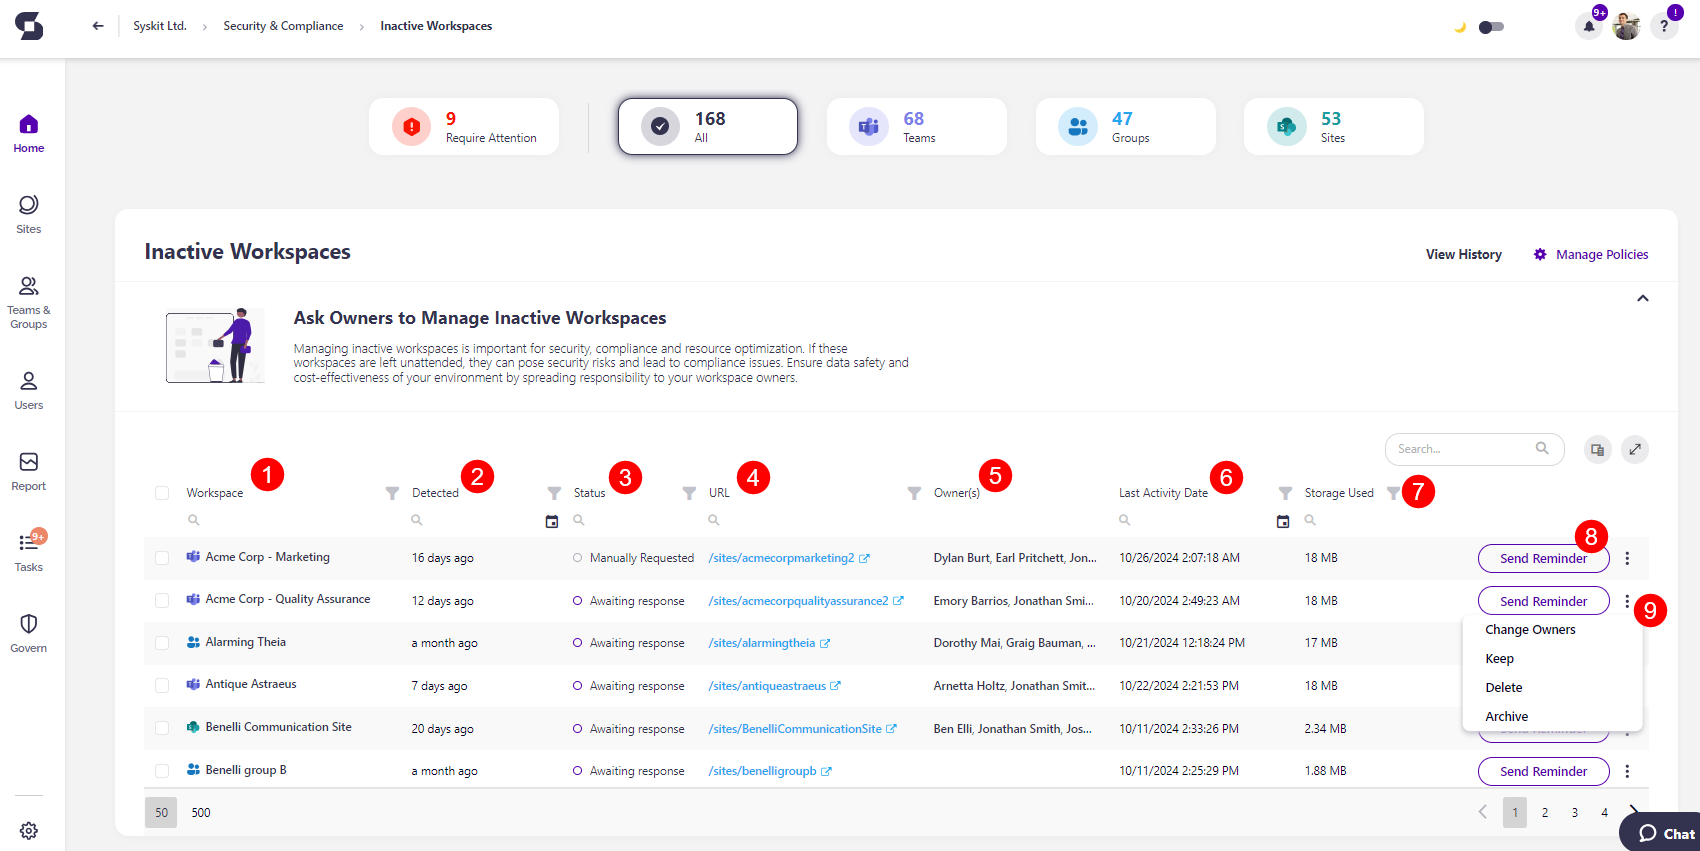 Syskit Ltd. > Security & Compliance > Inactive Workspaces
9+
!
?
9
Require Attention
168
All
68
Teams
47
Groups
53
Sites
Home
Sites
Teams &
Groups
Users
Report
9+
Tasks
Govern
Inactive Workspaces
View History
Manage Policies
Ask Owners to Manage Inactive Workspaces
Managing inactive workspaces is important for security, compliance and resource optimization. If these
workspaces are left unattended, they can pose security risks and lead to compliance issues. Ensure data safety and
cost-effectiveness of your environment by spreading responsibility to your workspace owners.
Search...
1 2 3 4 5 6 7
Workspace Detected Status URL Owner(s) Last Activity Date Storage Used
8
Acme Corp - Marketing 16 days ago Manually Requested /sites/acmecorpmarketing2 Dylan Burt, Earl Pritchett, Jon... 10/26/2024 2:07:18 AM 18 MB Send Reminder
Acme Corp - Quality Assurance 12 days ago Awaiting response /sites/acmecorpqualityassurance2 Emory Barrios, Jonathan Smi... 10/20/2024 2:49:23 AM 18 MB Send Reminder
9
Change Owners
Keep
Delete
Archive
Alarming Theia a month ago Awaiting response /sites/alarmingtheia Dorothy Mai, Graig Bauman, ... 10/21/2024 12:18:24 PM 17 MB
Antique Astraeus 7 days ago Awaiting response /sites/antiqueastraeus Arnetta Holtz, Jonathan Smit... 10/22/2024 2:21:53 PM 18 MB
Benelli Communication Site 20 days ago Awaiting response /sites/BenelliCommunicationSite Ben Elli, Jonathan Smith, Jos... 10/11/2024 2:33:26 PM 2.34 MB Send Reminder
Benelli group B a month ago Awaiting response /sites/benelligroupb 10/11/2024 2:25:29 PM 1.88 MB Send Reminder
50 500
1 2 3 4
Chat